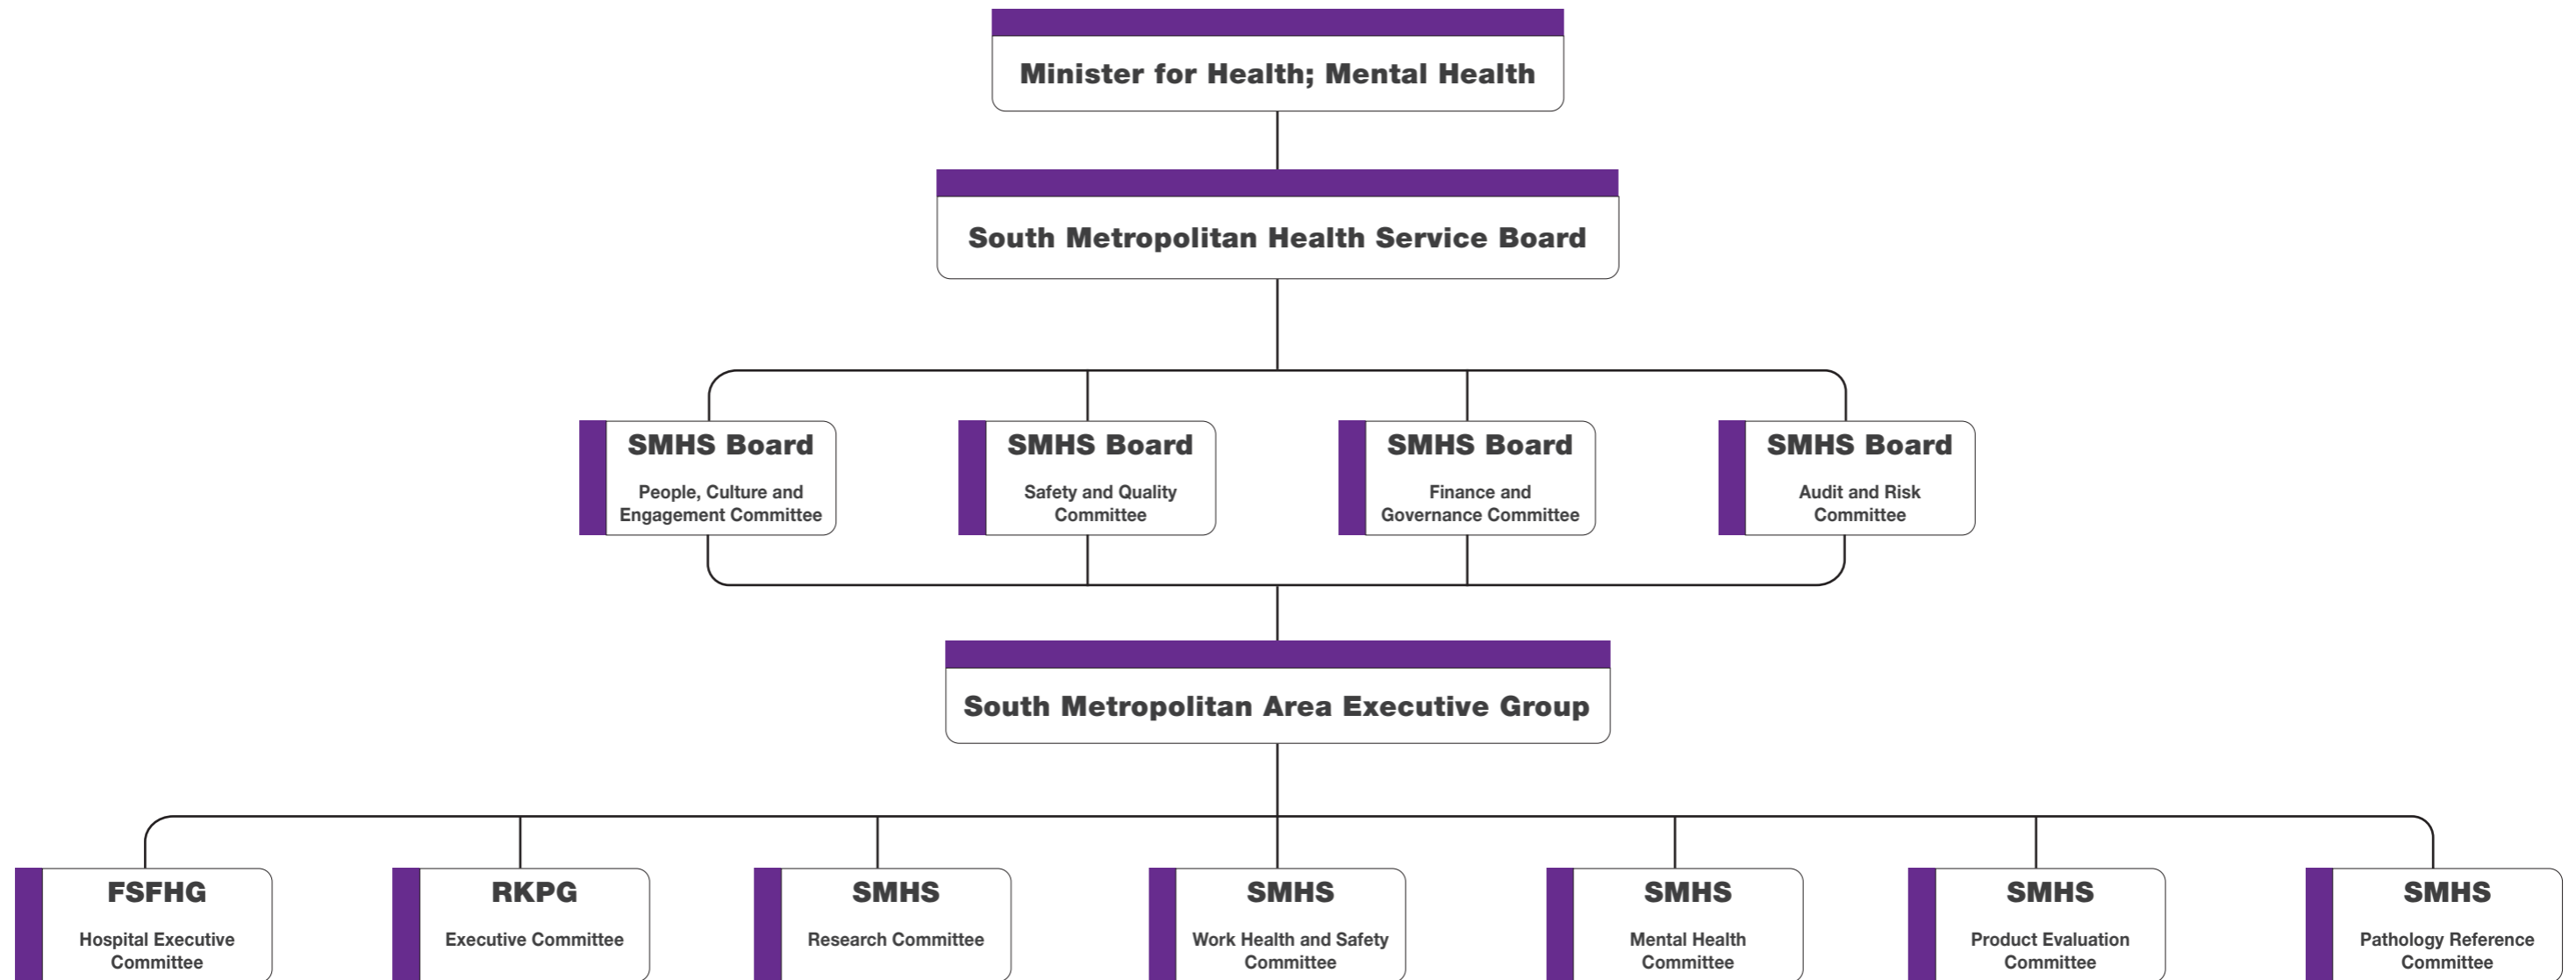 Minister for Health; Mental Health
South Metropolitan Health Service Board
SMHS Board
People, Culture and
Engagement Committee
SMHS Board
Safety and Quality
Committee
SMHS Board
Finance and
Governance Committee
SMHS Board
Audit and Risk
Committee
South Metropolitan Area Executive Group
FSFHG
Hospital Executive
Committee
RKPG
Executive Committee
SMHS
Research Committee
SMHS
Work Health and Safety
Committee
SMHS
Mental Health
Committee
SMHS
Product Evaluation
Committee
SMHS
Pathology Reference
Committee